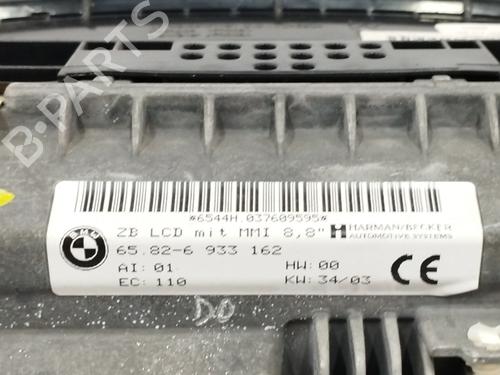 B-PARTS
*6544H.037609595*
BMW
ZB LCD mit MMI 8,8"
H HARMAN/BECKER
AUTOMOTIVE SYSTEMS
65.82-6 933 162
AI: 01
HW: 00
EC: 110
KW: 34/03
CE
DO